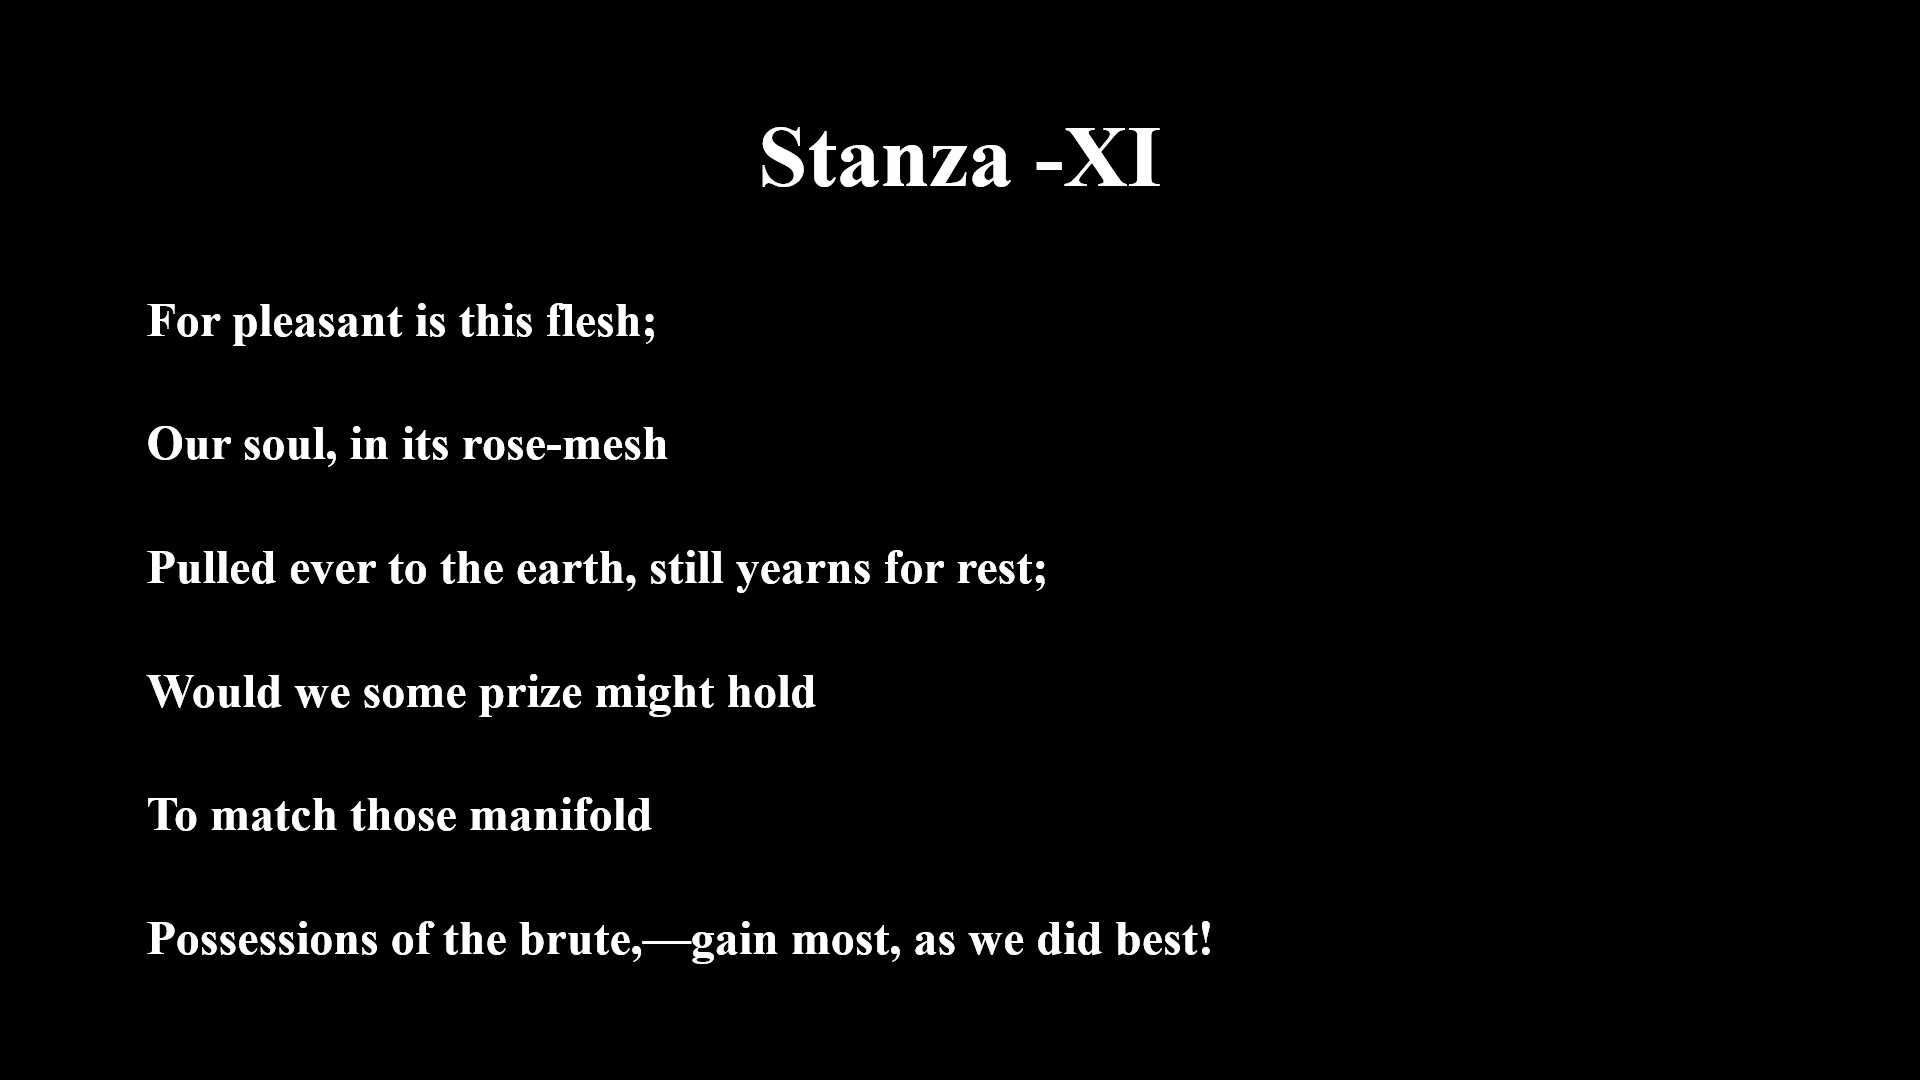 Stanza -XI
For pleasant is this flesh;
Our soul, in its rose-mesh
Pulled ever to the earth, still yearns for rest;
Would we some prize might hold
To match those manifold
Possessions of the brute,—gain most, as we did best!